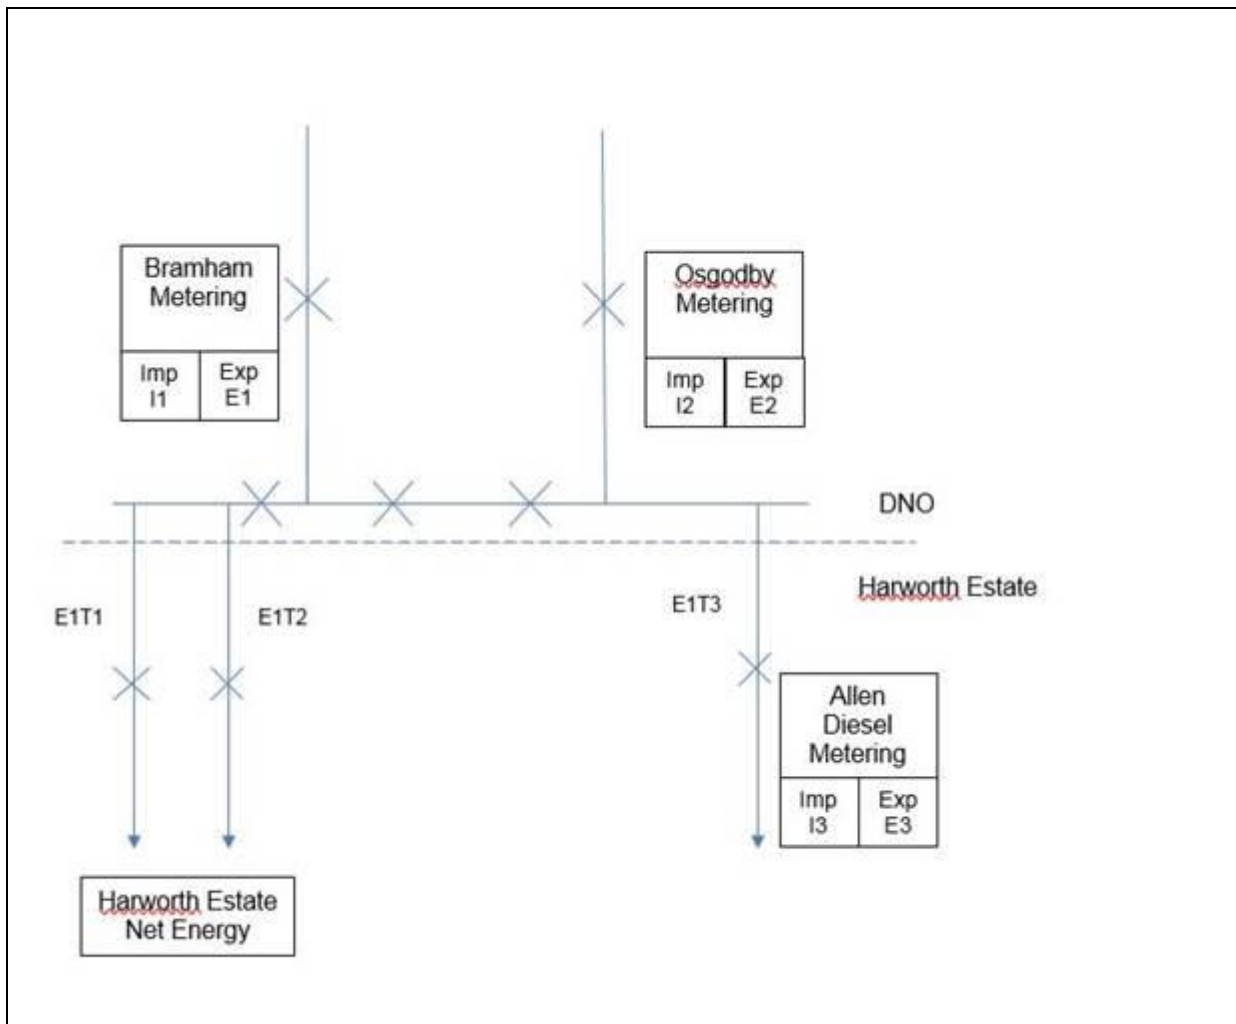 Bramham
Metering
Imp
I1
Exp
E1
Osgodby
Metering
Imp
I2
Exp
E2
DNO
Harworth Estate
E1T1
E1T2
E1T3
Allen
Diesel
Metering
Imp
I3
Exp
E3
Harworth Estate
Net Energy